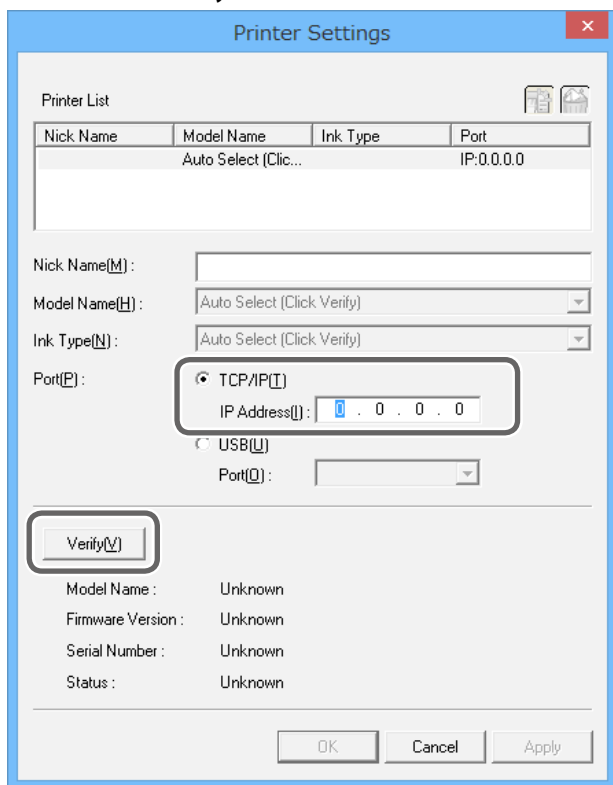 Printer Settings
Printer List
Nick Name Model Name Ink Type Port
Auto Select (Clic... IP:0.0.0.0
Nick Name(M) :
Model Name(H) : Auto Select (Click Verify)
Ink Type(N) : Auto Select (Click Verify)
Port(P) : TCP/IP(T)
IP Address(I) : 0 . 0 . 0 . 0
USB(U)
Port(O) :
Verify(V)
Model Name : Unknown
Firmware Version : Unknown
Serial Number : Unknown
Status : Unknown
OK Cancel Apply